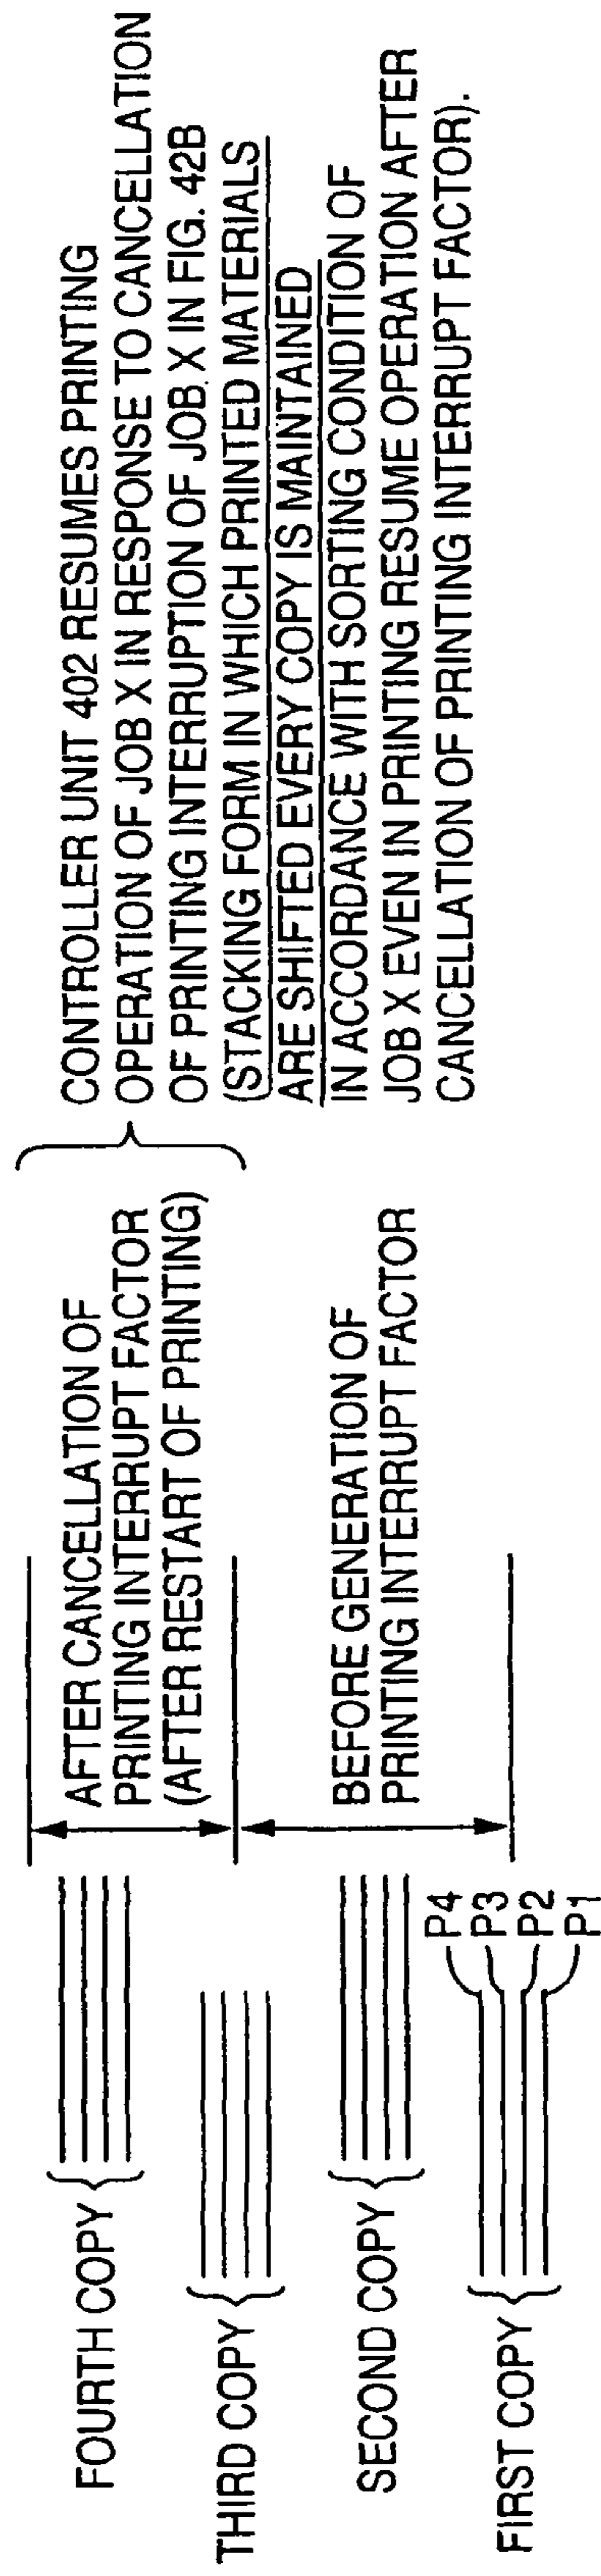 FOURTH COPY
THIRD COPY
SECOND COPY
FIRST COPY
P4
P3
P2
P1
AFTER CANCELLATION OF
PRINTING INTERRUPT FACTOR
(AFTER RESTART OF PRINTING)
BEFORE GENERATION OF
PRINTING INTERRUPT FACTOR
CONTROLLER UNIT 402 RESUMES PRINTING
OPERATION OF JOB X IN RESPONSE TO CANCELLATION
OF PRINTING INTERRUPTION OF JOB X IN FIG. 42B
(STACKING FORM IN WHICH PRINTED MATERIALS
ARE SHIFTED EVERY COPY IS MAINTAINED
IN ACCORDANCE WITH SORTING CONDITION OF
JOB X EVEN IN PRINTING RESUME OPERATION AFTER
CANCELLATION OF PRINTING INTERRUPT FACTOR).